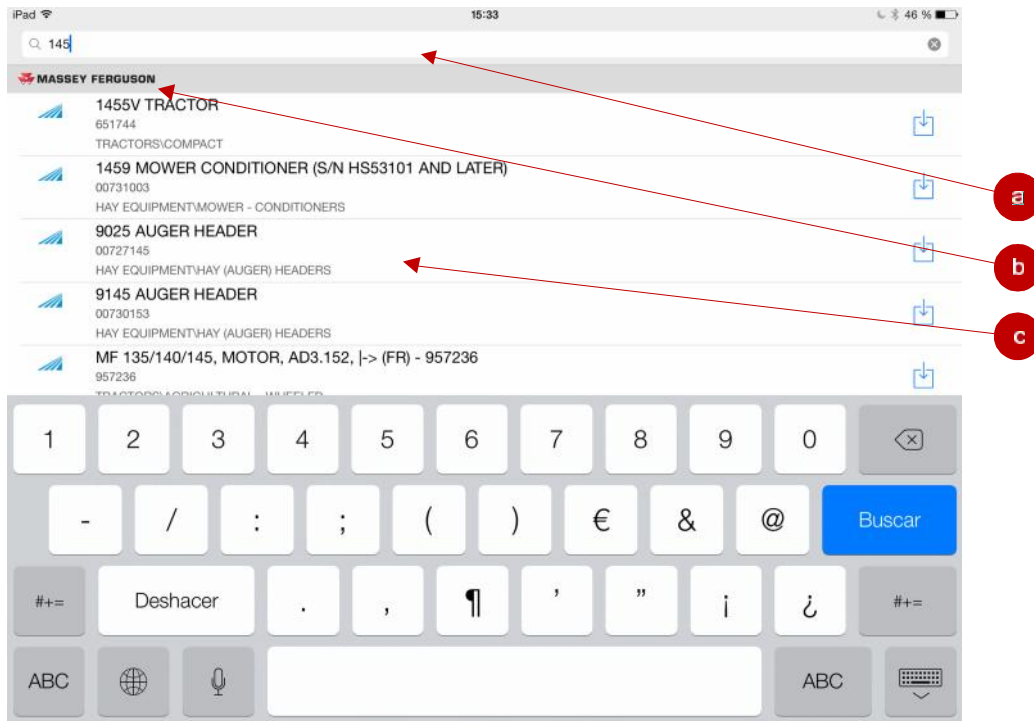 iPad 15:33 46 %
145
MASSEY FERGUSON
1455V TRACTOR
651744
TRACTORS\COMPACT
1459 MOWER CONDITIONER (S/N HS53101 AND LATER)
00731003
HAY EQUIPMENT\MOWER - CONDITIONERS
a
9025 AUGER HEADER
00727145
HAY EQUIPMENT\HAY (AUGER) HEADERS
b
9145 AUGER HEADER
00730153
HAY EQUIPMENT\HAY (AUGER) HEADERS
c
MF 135/140/145, MOTOR, AD3.152, |-> (FR) - 957236
957236
TRACTORS\AGRICULTURAL - WHEELED
1 2 3 4 5 6 7 8 9 0
- / : ; ( ) € & @ Buscar
#+= Deshacer . , ¶ ' " ¡ ¿ #+=
ABC ABC